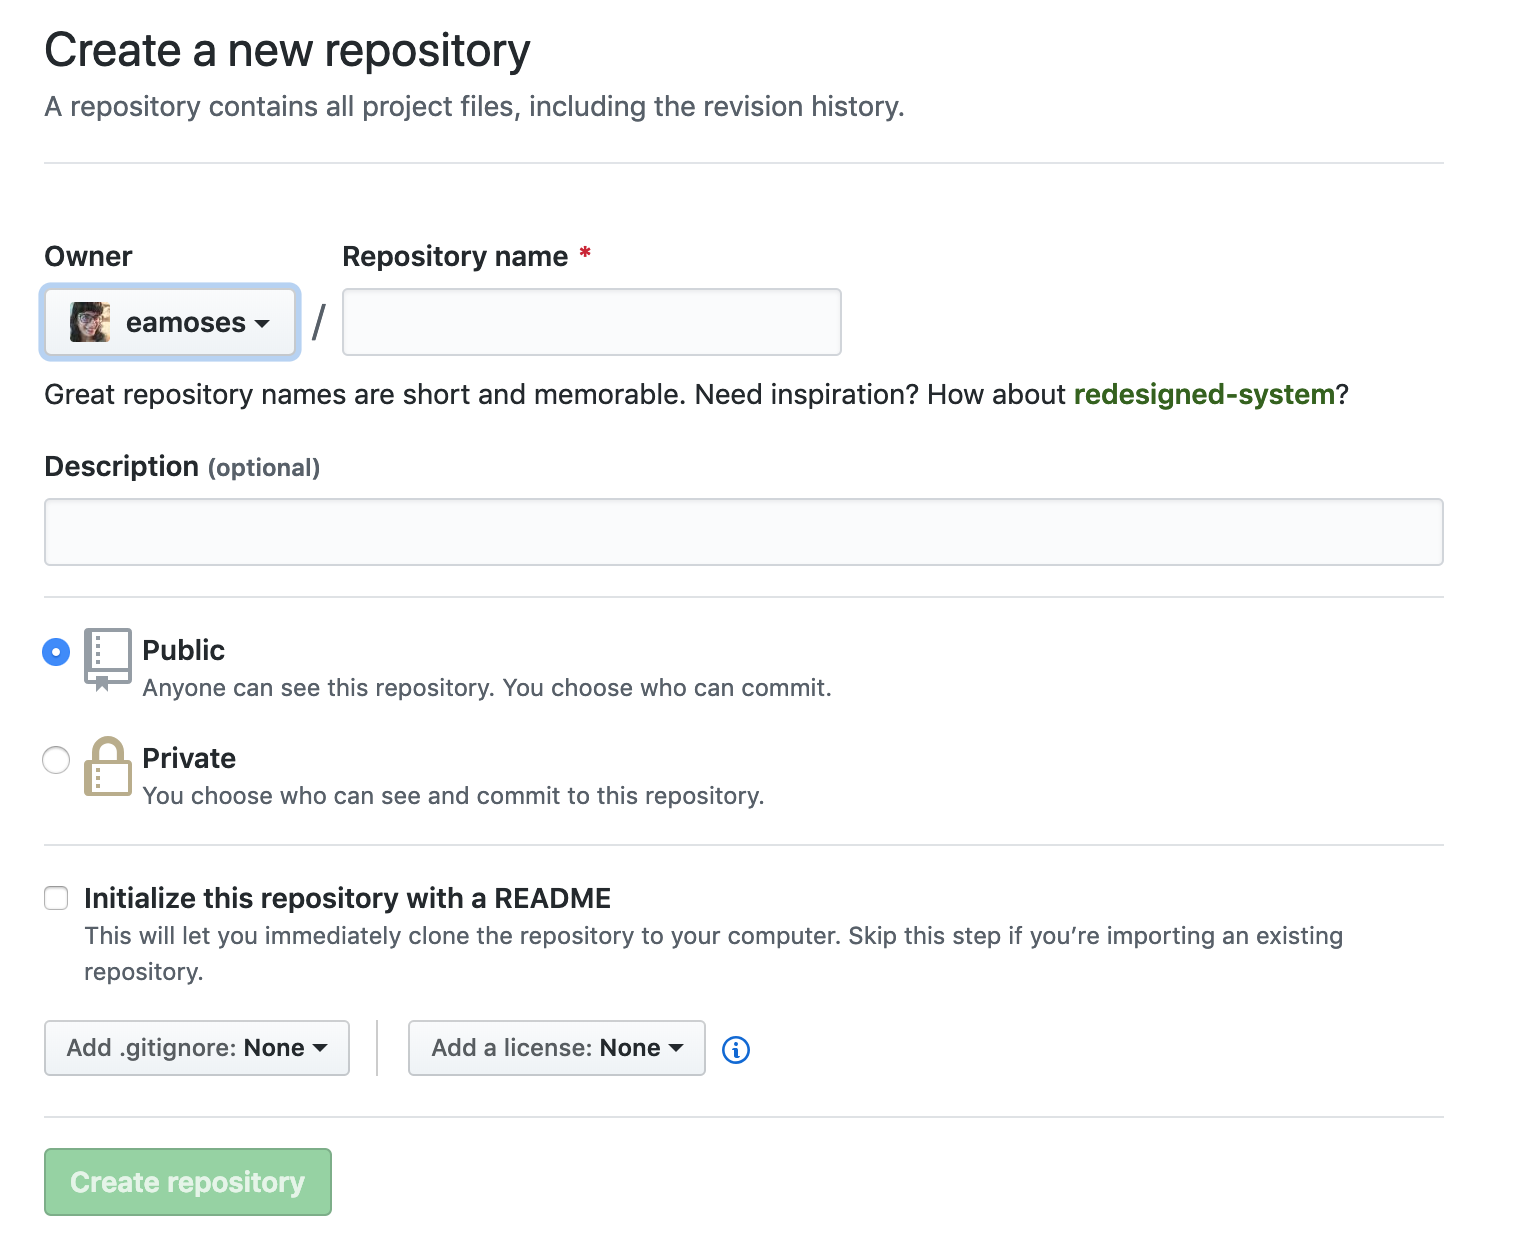 Create a new repository
A repository contains all project files, including the revision history.
Owner Repository name *
eamoses / 
Great repository names are short and memorable. Need inspiration? How about redesigned-system?
Description (optional)
Public
Anyone can see this repository. You choose who can commit.
Private
You choose who can see and commit to this repository.
Initialize this repository with a README
This will let you immediately clone the repository to your computer. Skip this step if you’re importing an existing
repository.
Add .gitignore: None Add a license: None
Create repository